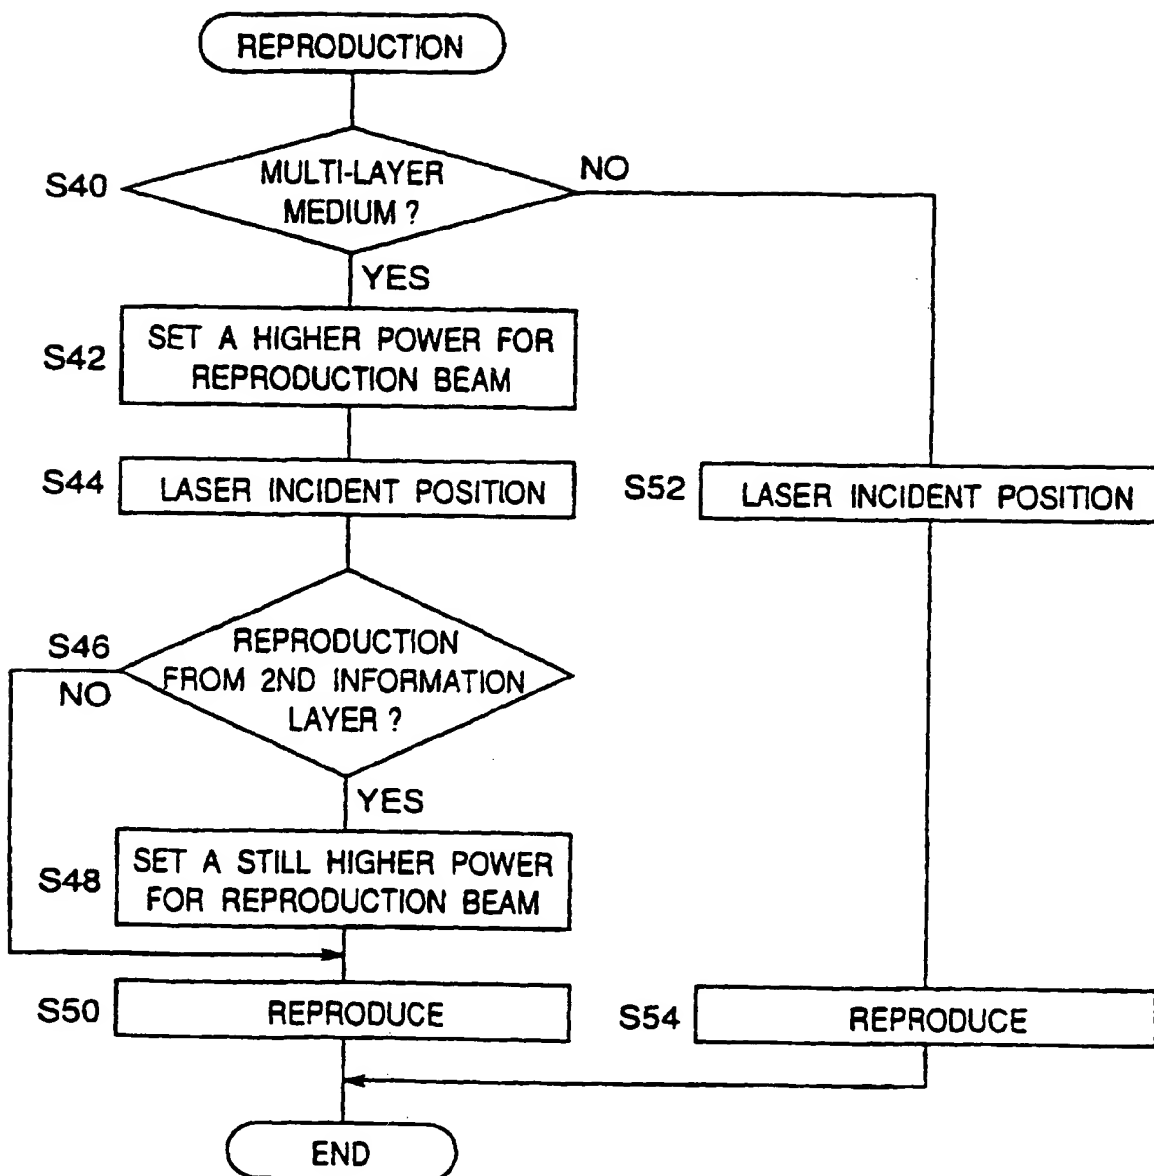 REPRODUCTION
S40
MULTI-LAYER
MEDIUM ?
NO
YES
S42
SET A HIGHER POWER FOR
REPRODUCTION BEAM
S44
LASER INCIDENT POSITION
S52
LASER INCIDENT POSITION
S46
NO
REPRODUCTION
FROM 2ND INFORMATION
LAYER ?
YES
S48
SET A STILL HIGHER POWER
FOR REPRODUCTION BEAM
S50
REPRODUCE
S54
REPRODUCE
END